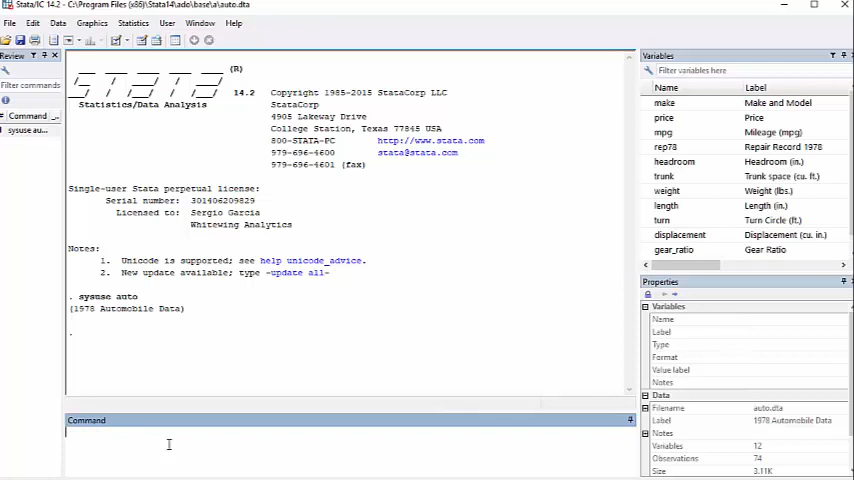 Stata/IC 14.2 - C:\Program Files (x86)\Stata14\ado\base\a\auto.dta
File Edit Data Graphics Statistics User Window Help
Review
Filter commands
# Command
sysuse au...
(R)
14.2 Copyright 1985-2015 StataCorp LLC
Statistics/Data Analysis StataCorp
4905 Lakeway Drive
College Station, Texas 77845 USA
800-STATA-PC http://www.stata.com
979-696-4600 stata@stata.com
979-696-4601 (fax)
Single-user Stata perpetual license:
Serial number: 301406209829
Licensed to: Sergio Garcia
Whitewing Analytics
Notes:
1. Unicode is supported; see help unicode_advice.
2. New update available; type -update all-
. sysuse auto
(1978 Automobile Data)
.
Command
Variables
Filter variables here
Name Label
make Make and Model
price Price
mpg Mileage (mpg)
rep78 Repair Record 1978
headroom Headroom (in.)
trunk Trunk space (cu. ft.)
weight Weight (lbs.)
length Length (in.)
turn Turn Circle (ft.)
displacement Displacement (cu. in.)
gear_ratio Gear Ratio
Properties
Variables
Name
Label
Type
Format
Value label
Notes
Data
Filename auto.dta
Label 1978 Automobile Data
Notes
Variables 12
Observations 74
Size 3.11K